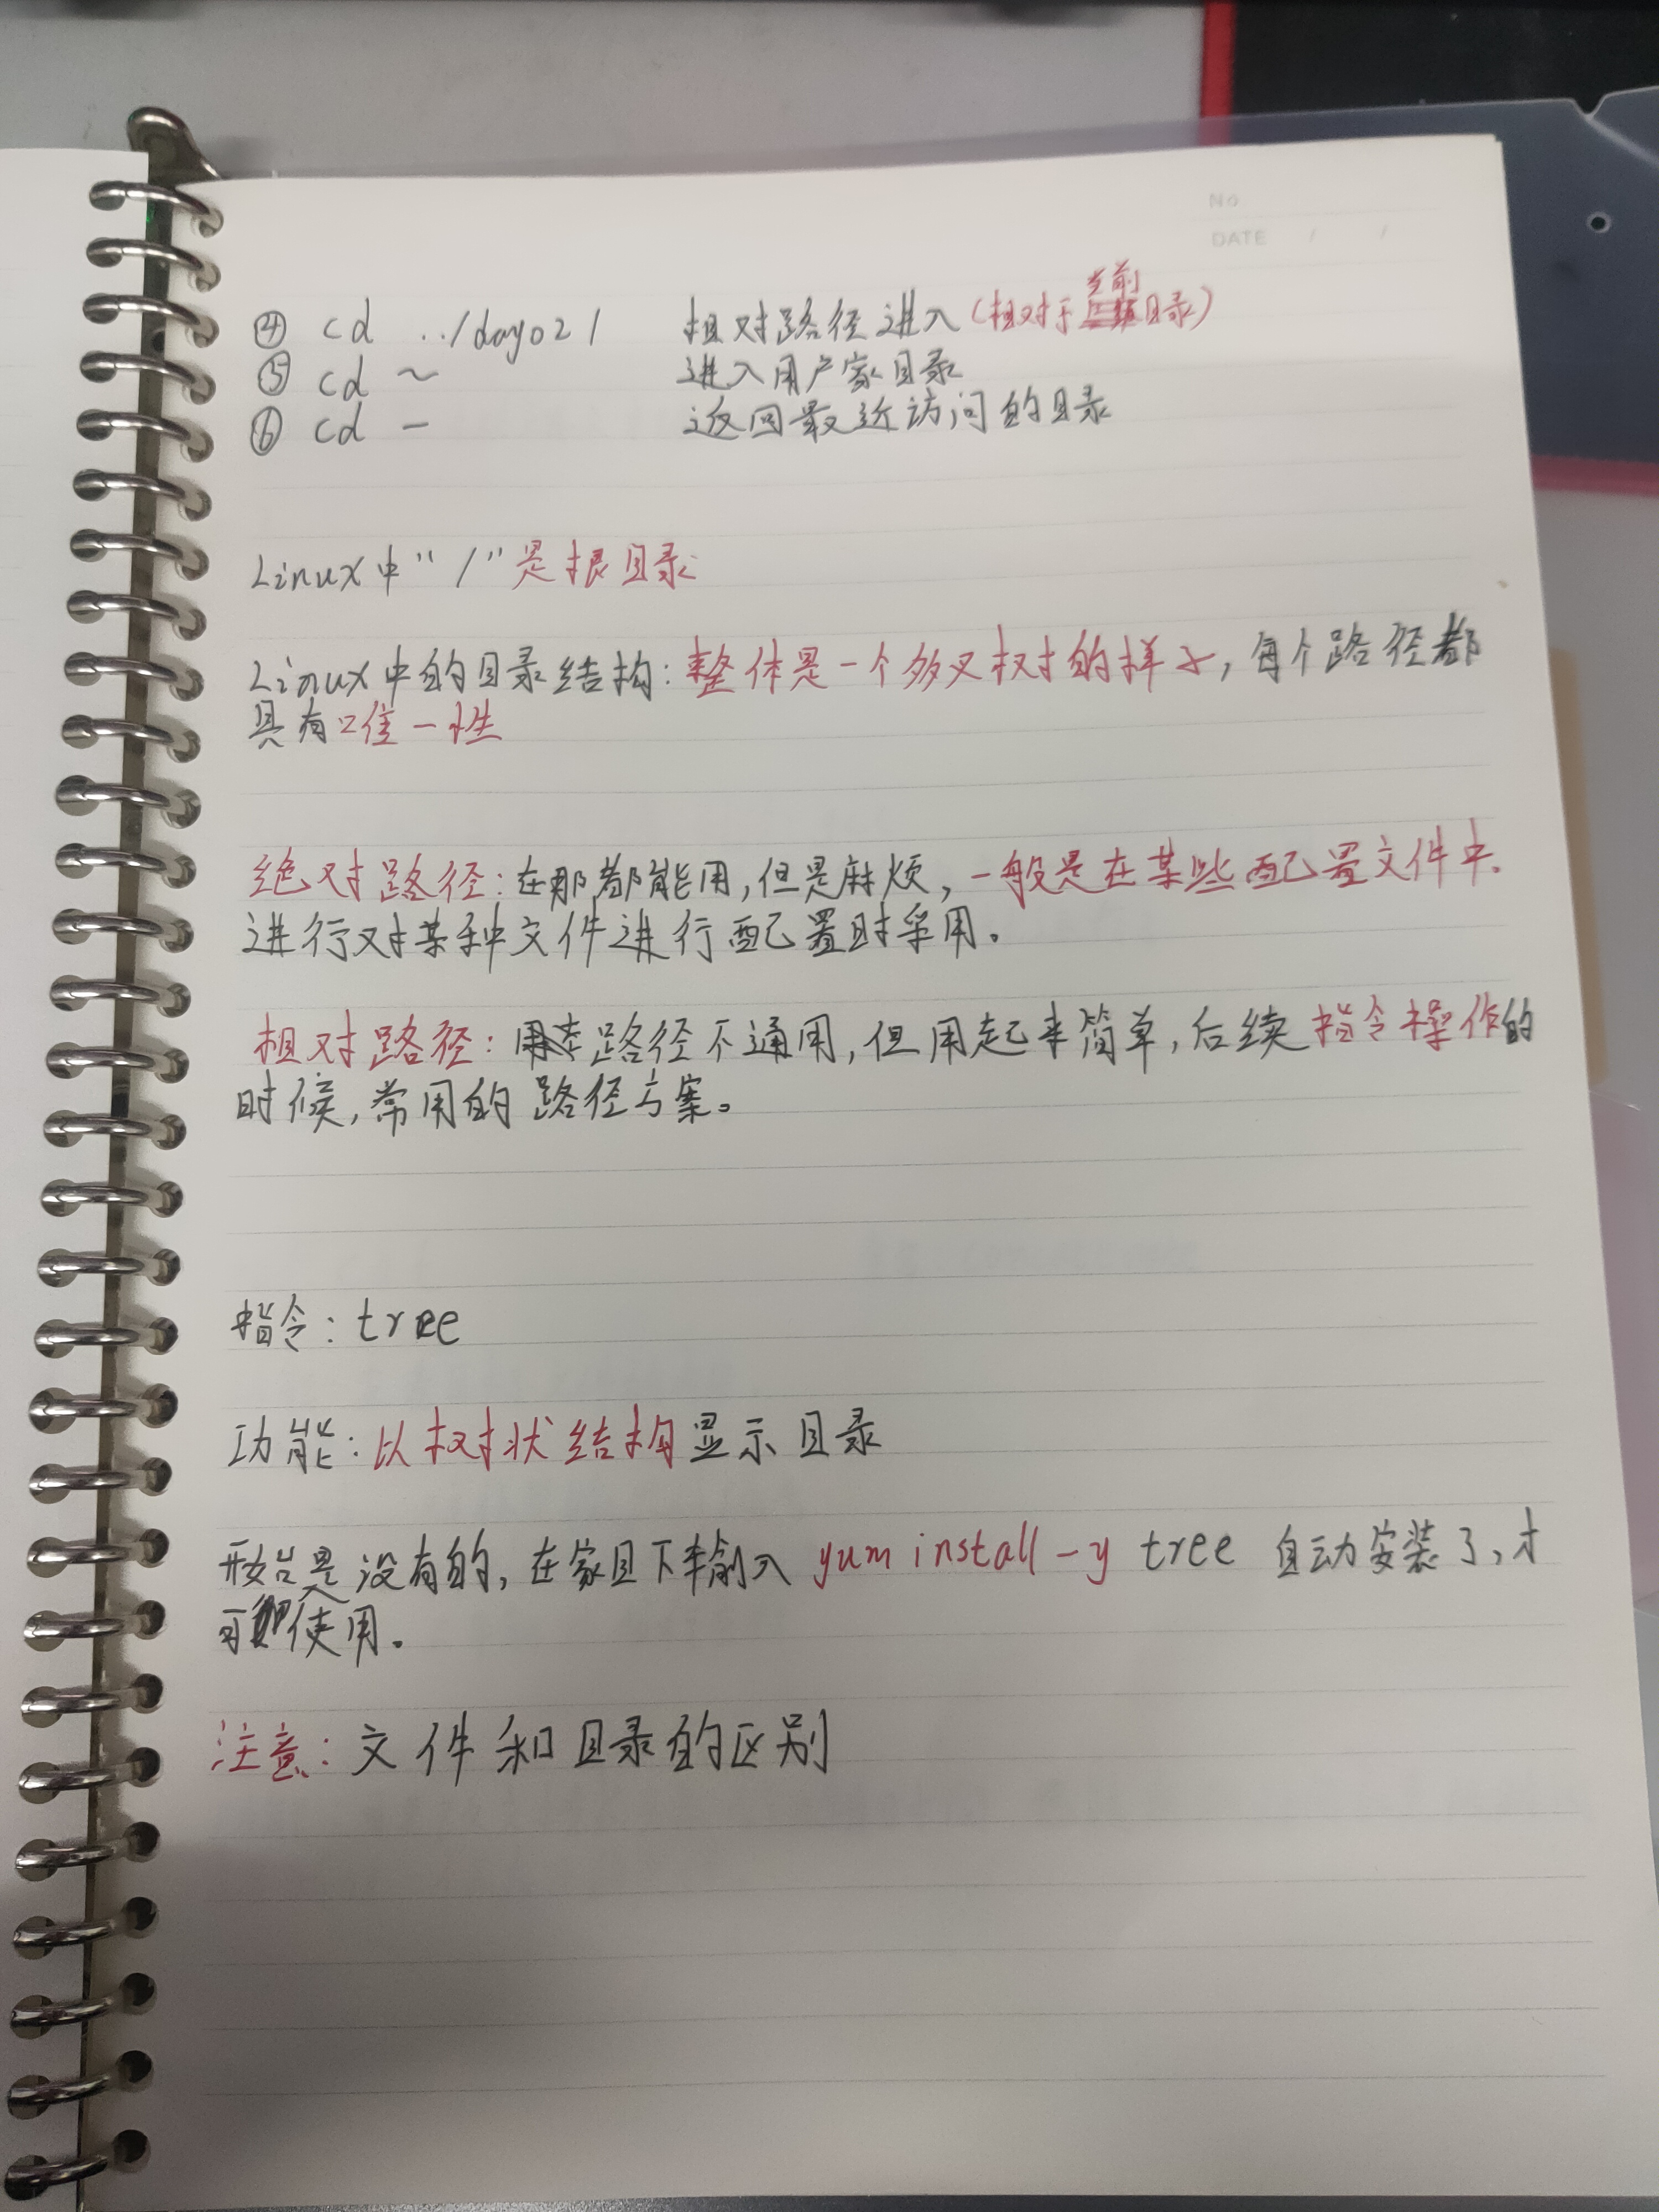 No
DATE / /
④ cd ../day021 相对路径进入(相对于当前目录)
⑤ cd ~ 进入用户家目录
⑥ cd - 返回最近访问的目录
Linux中"/"是根目录
Linux中的目录结构:整体是一个多叉树的样子,每个路径都
具有唯一性
绝对路径:在那都能用,但是麻烦,一般是在某些配置文件中.
进行对某种文件进行配置时采用。
相对路径:路径不通用,但用起来简单,后续指令操作的
时候,常用的路径方案。
指令:tree
功能:以树状结构显示目录
开始是没有的,在家目下输入 yum install -y tree 自动安装了,才
可使用.
注意:文件和目录的区别